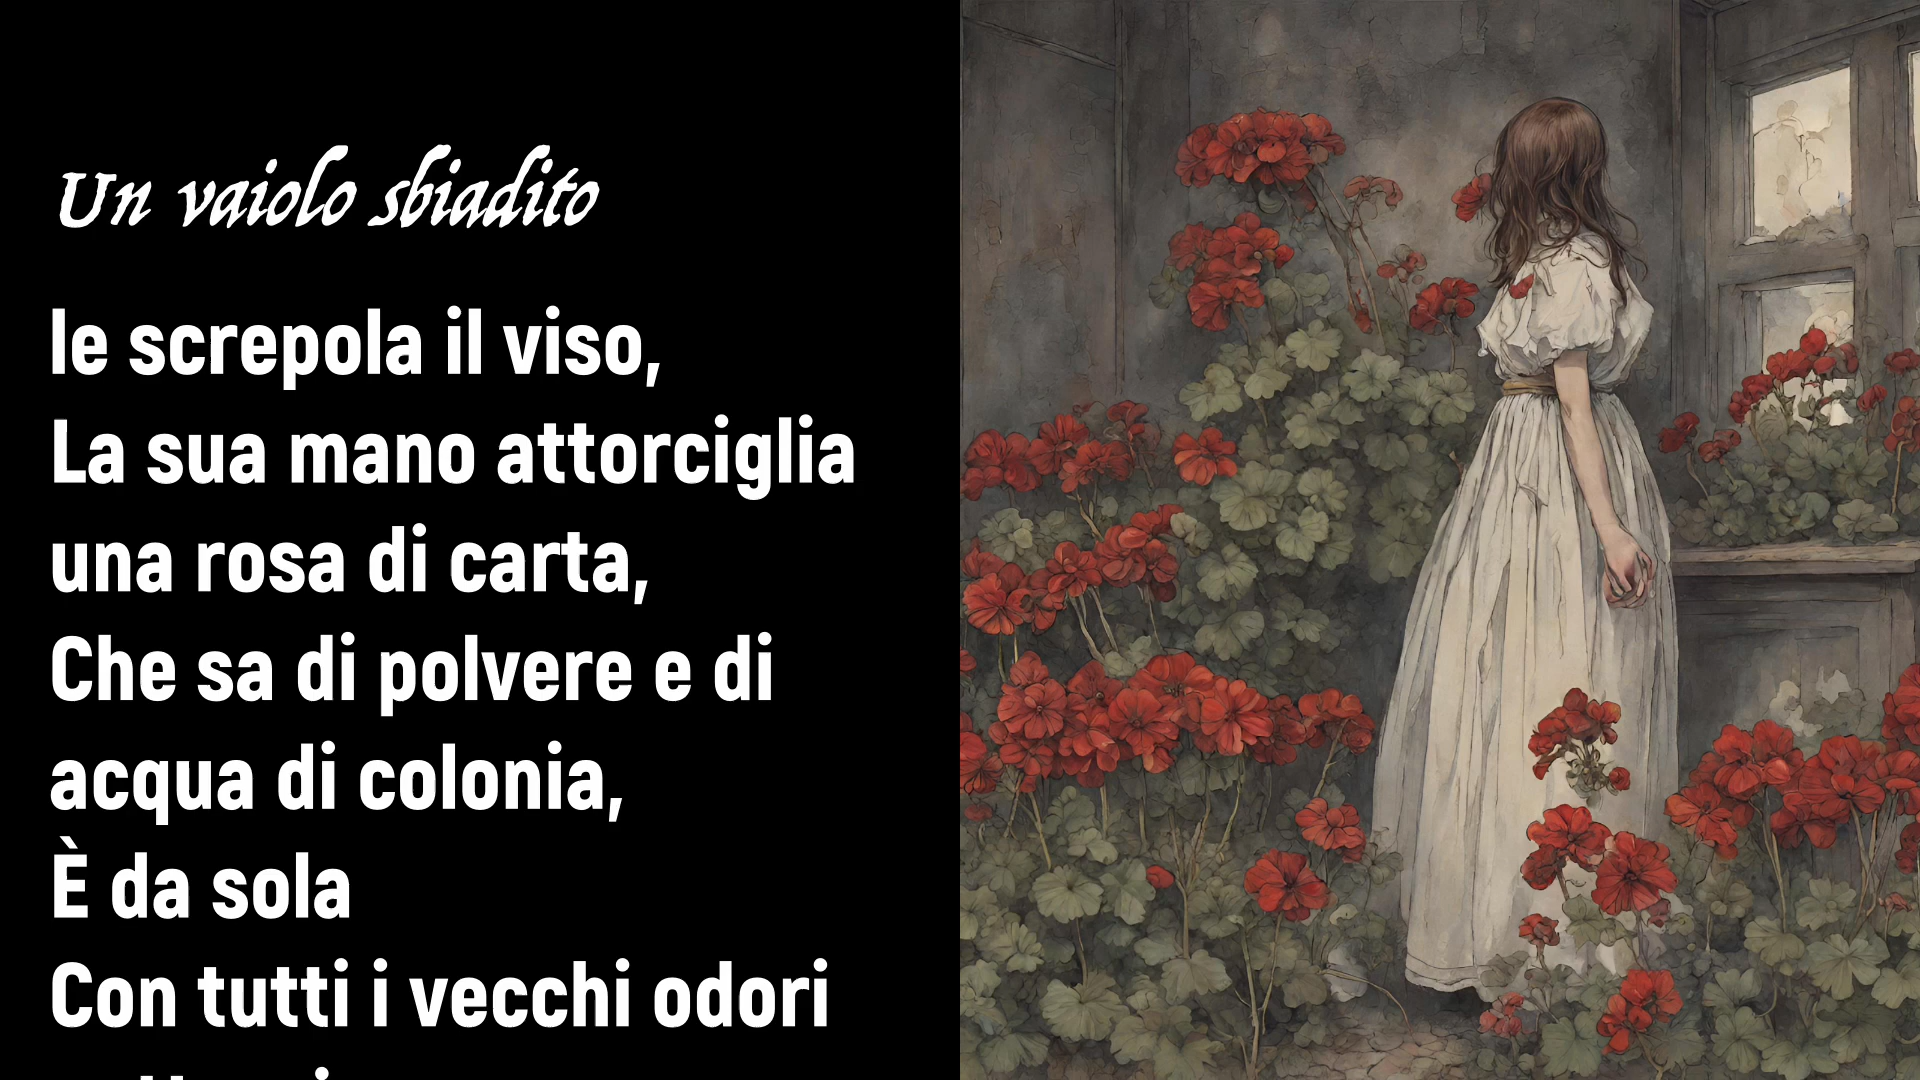 Un vaiolo sbiadito
le screpola il viso,
La sua mano attorciglia
una rosa di carta,
Che sa di polvere e di
acqua di colonia,
È da sola
Con tutti i vecchi odori